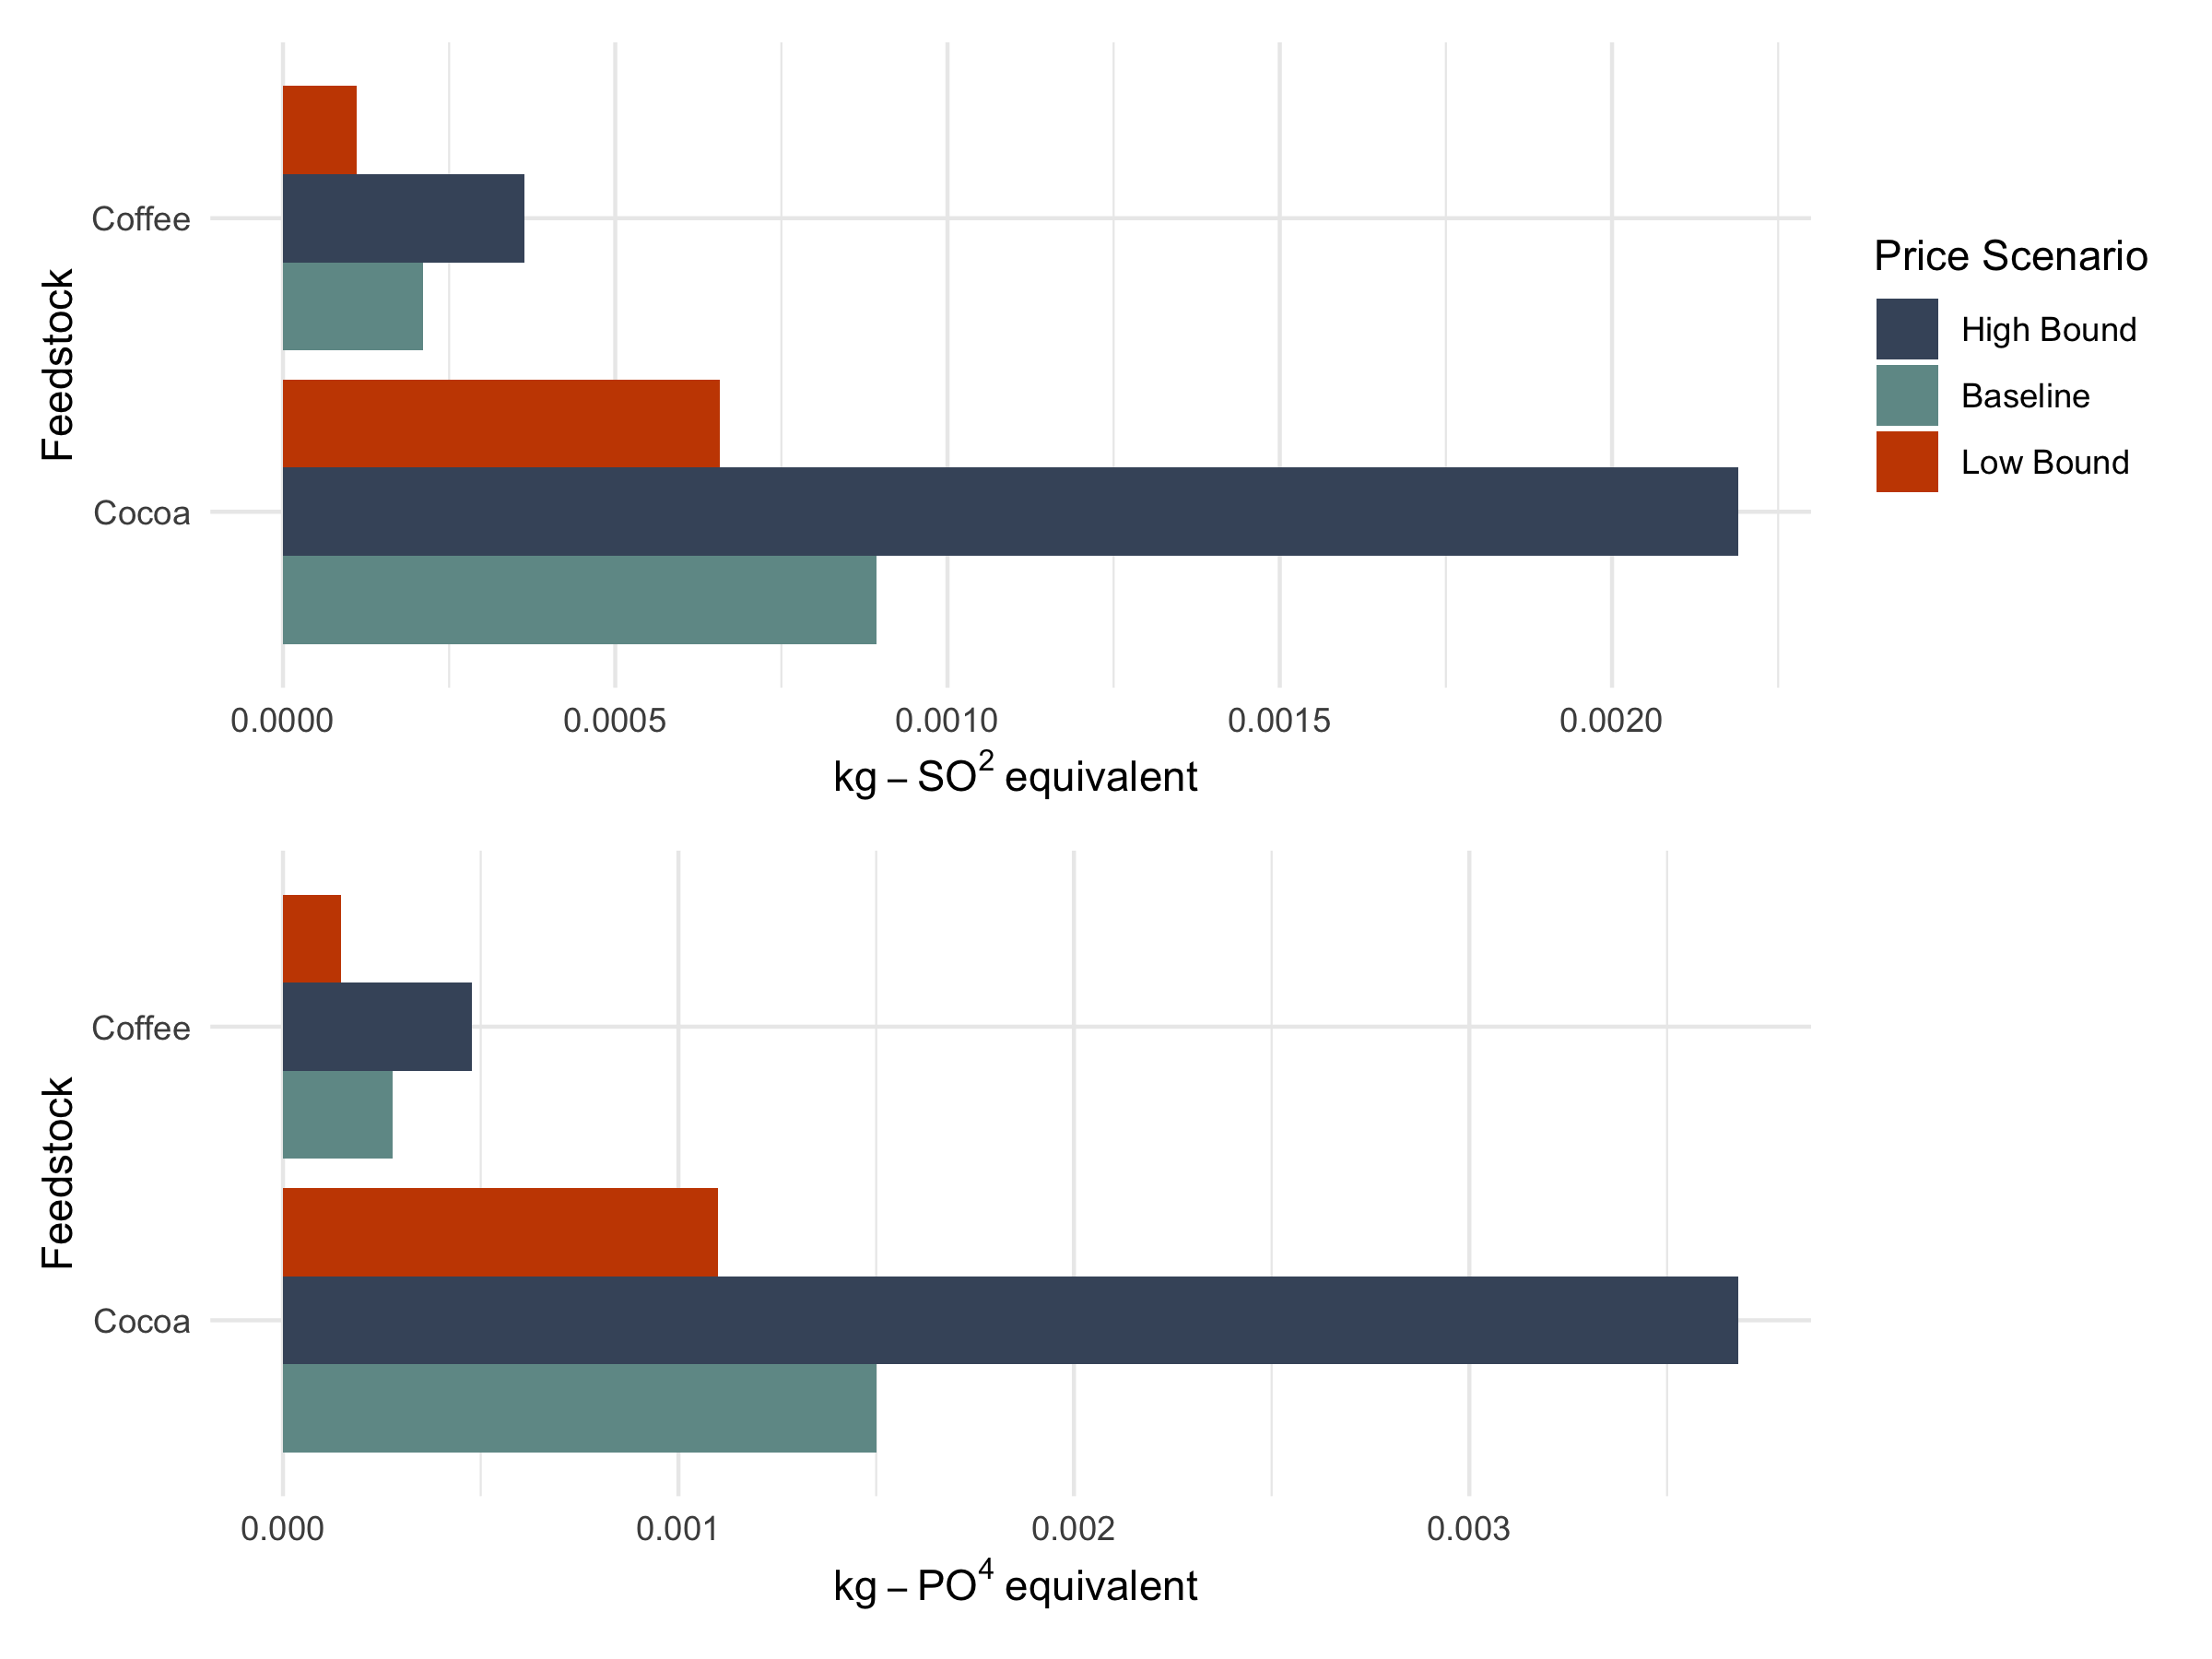 Feedstock
Coffee
Cocoa
0.0000 0.0005 0.0010 0.0015 0.0020
kg – SO² equivalent
Price Scenario
High Bound
Baseline
Low Bound
Feedstock
Coffee
Cocoa
0.000 0.001 0.002 0.003
kg – PO⁴ equivalent